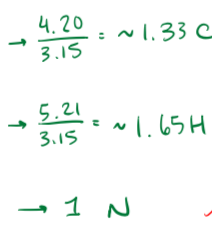 → 4.20/3.15 = ~1.33 C
→ 5.21/3.15 = ~1.65 H
→ 1 N